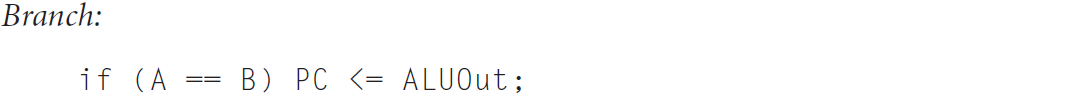 Branch:
if (A == B) PC <= ALUOut;